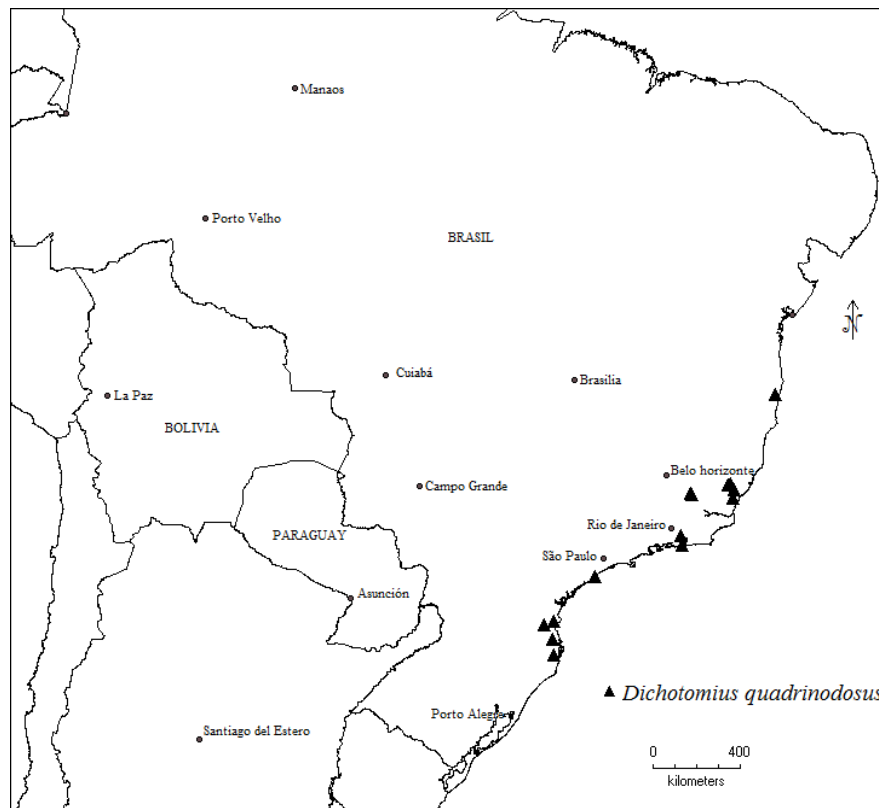 Manaos
Porto Velho
BRASIL
N
Cuiabá
Brasilia
La Paz
BOLIVIA
Belo horizonte
Campo Grande
Rio de Janeiro
PARAGUAY
São Paulo
Asunción
Dichotomius quadrinodosus
Porto Alegre
Santiago del Estero
0 400
kilometers